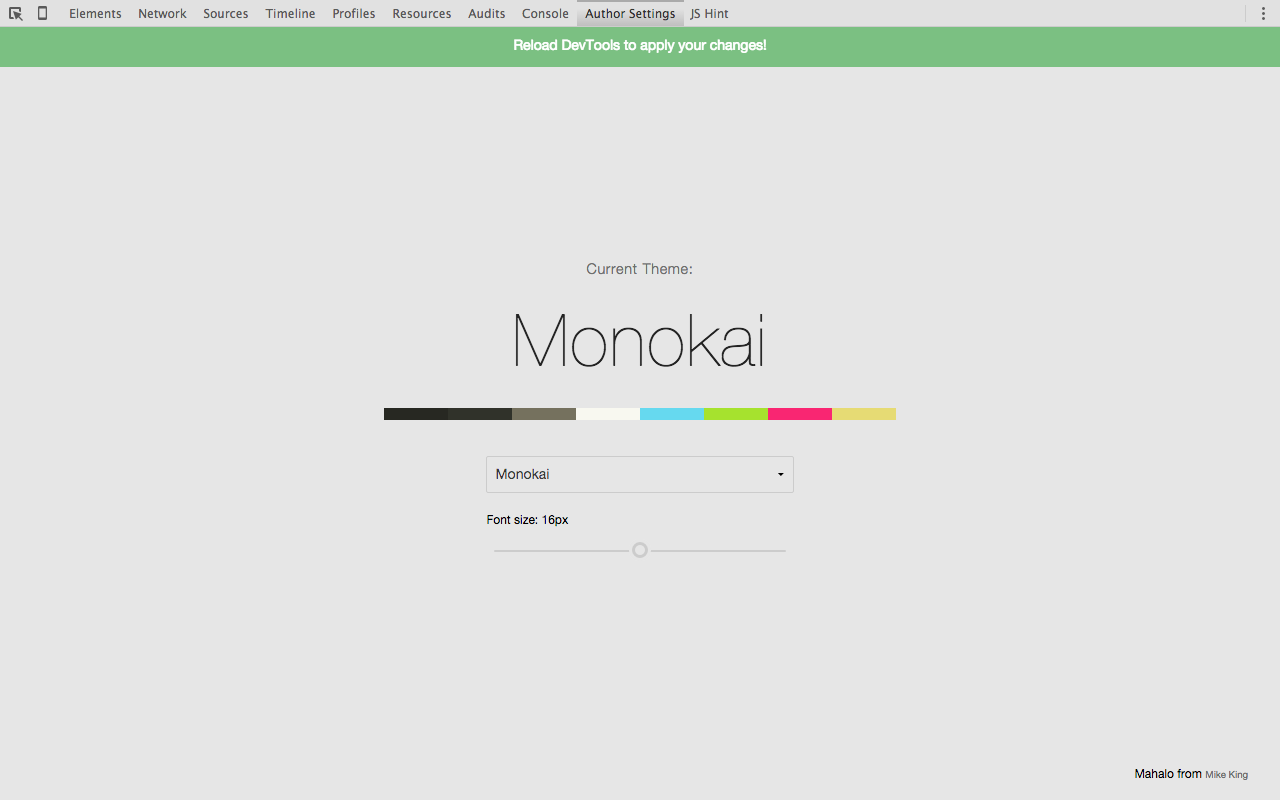 Elements Network Sources Timeline Profiles Resources Audits Console Author Settings JS Hint
Reload DevTools to apply your changes!
Current Theme:
Monokai
Monokai
Font size: 16px
Mahalo from Mike King